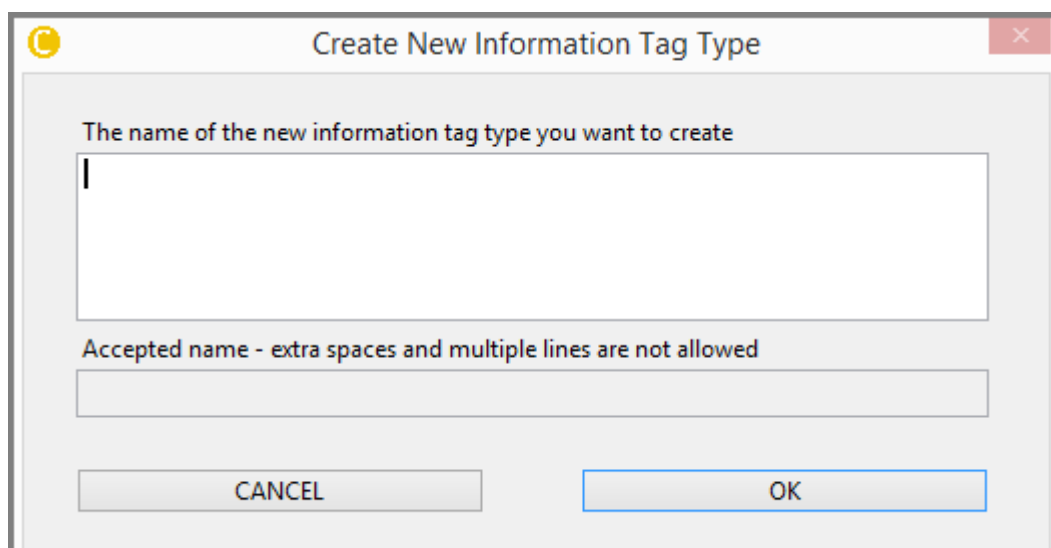 Create New Information Tag Type
The name of the new information tag type you want to create
Accepted name - extra spaces and multiple lines are not allowed
CANCEL
OK